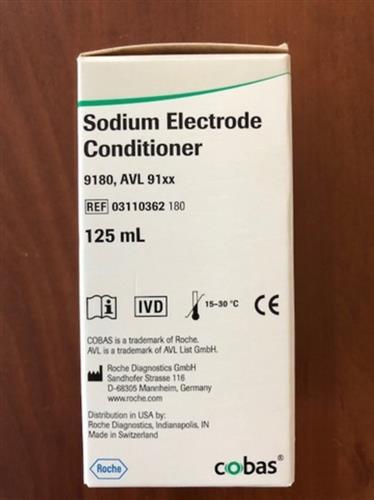 Sodium Electrode
Conditioner
9180, AVL 91xx
REF 03110362 180
125 mL
i IVD 15–30 °C CE
COBAS is a trademark of Roche.
AVL is a trademark of AVL List GmbH.
Roche Diagnostics GmbH
Sandhofer Strasse 116
D-68305 Mannheim, Germany
www.roche.com
Distribution in USA by:
Roche Diagnostics, Indianapolis, IN
Made in Switzerland
Roche cobas®